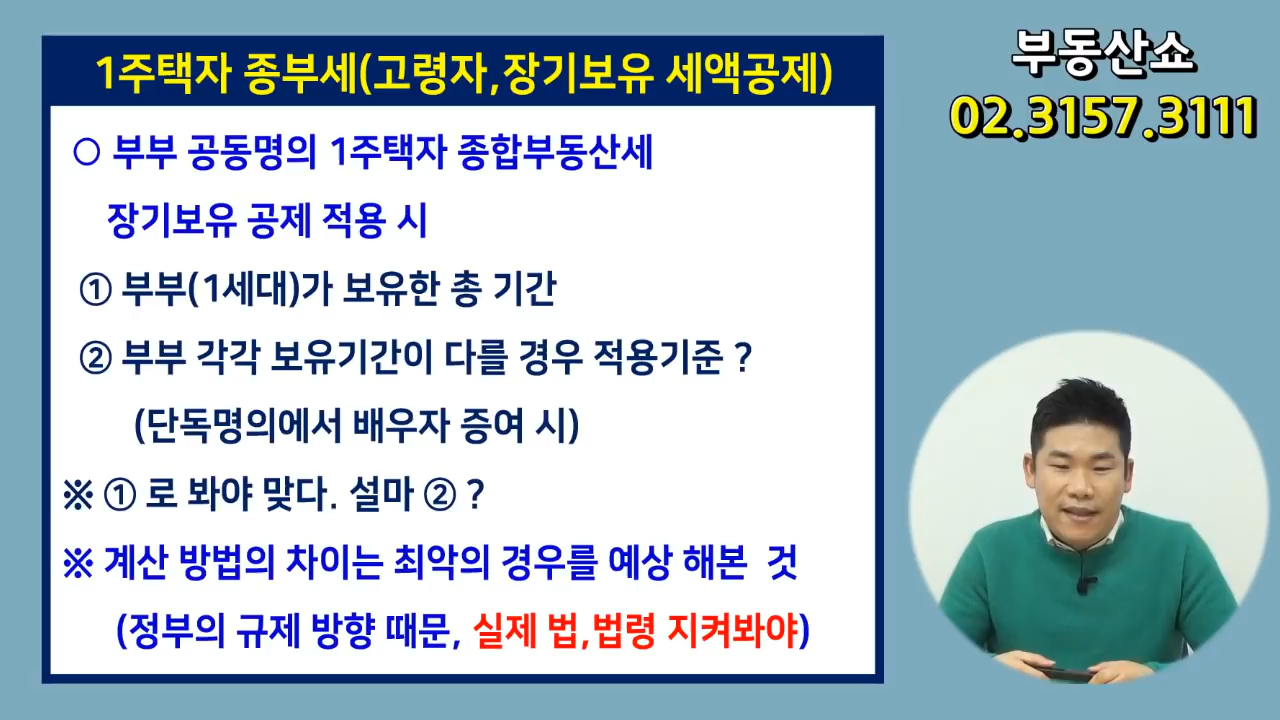 1주택자 종부세(고령자,장기보유 세액공제)
부동산쇼
02.3157.3111
○ 부부 공동명의 1주택자 종합부동산세
장기보유 공제 적용 시
① 부부(1세대)가 보유한 총 기간
② 부부 각각 보유기간이 다를 경우 적용기준 ?
(단독명의에서 배우자 증여 시)
※ ① 로 봐야 맞다. 설마 ② ?
※ 계산 방법의 차이는 최악의 경우를 예상 해본 것
(정부의 규제 방향 때문, 실제 법,법령 지켜봐야)